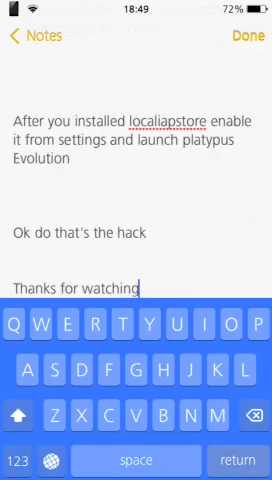 18:49
72%
Notes
Done
After you installed localiapstore enable
it from settings and launch platypus
Evolution
Ok do that's the hack
Thanks for watching
Q W E R T Y U I O P
A S D F G H J K L
Z X C V B N M
123 space return